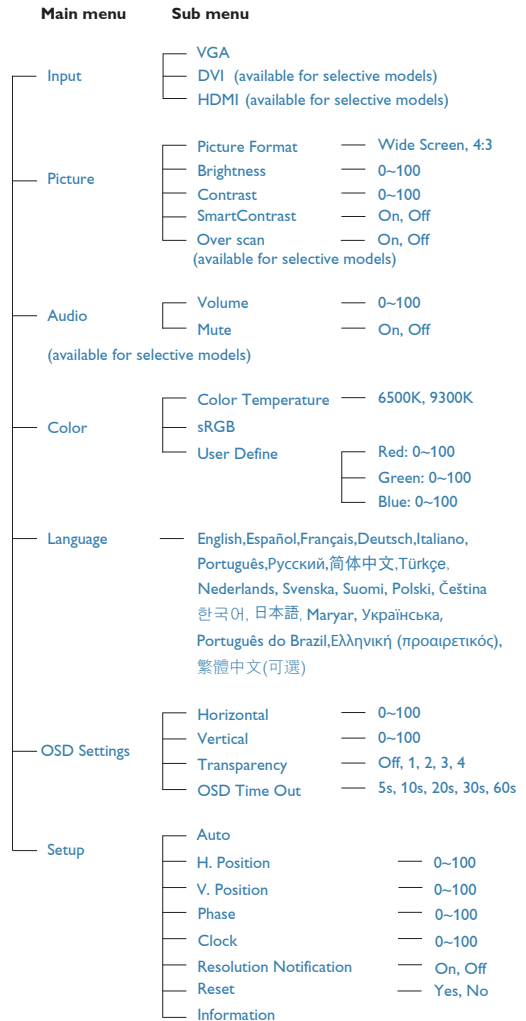 Main menu Sub menu
VGA
Input DVI (available for selective models)
HDMI (available for selective models)
Picture Format Wide Screen, 4:3
Brightness 0~100
Picture
Contrast 0~100
SmartContrast On, Off
Over scan On, Off
(available for selective models)
Volume 0~100
Audio
Mute On, Off
(available for selective models)
Color Temperature 6500K, 9300K
Color sRGB
User Define Red: 0~100
Green: 0~100
Blue: 0~100
Language English,Español,Français,Deutsch,Italiano,
Português,Русский,简体中文,Türkçe,
Nederlands, Svenska, Suomi, Polski, Čeština
한국어, 日本語, Maryar, Українська,
Português do Brazil,Ελληνική (προαιρετικός),
繁體中文(可選)
Horizontal 0~100
Vertical 0~100
OSD Settings
Transparency Off, 1, 2, 3, 4
OSD Time Out 5s, 10s, 20s, 30s, 60s
Auto
Setup
H. Position 0~100
V. Position 0~100
Phase 0~100
Clock 0~100
Resolution Notification On, Off
Reset Yes, No
Information